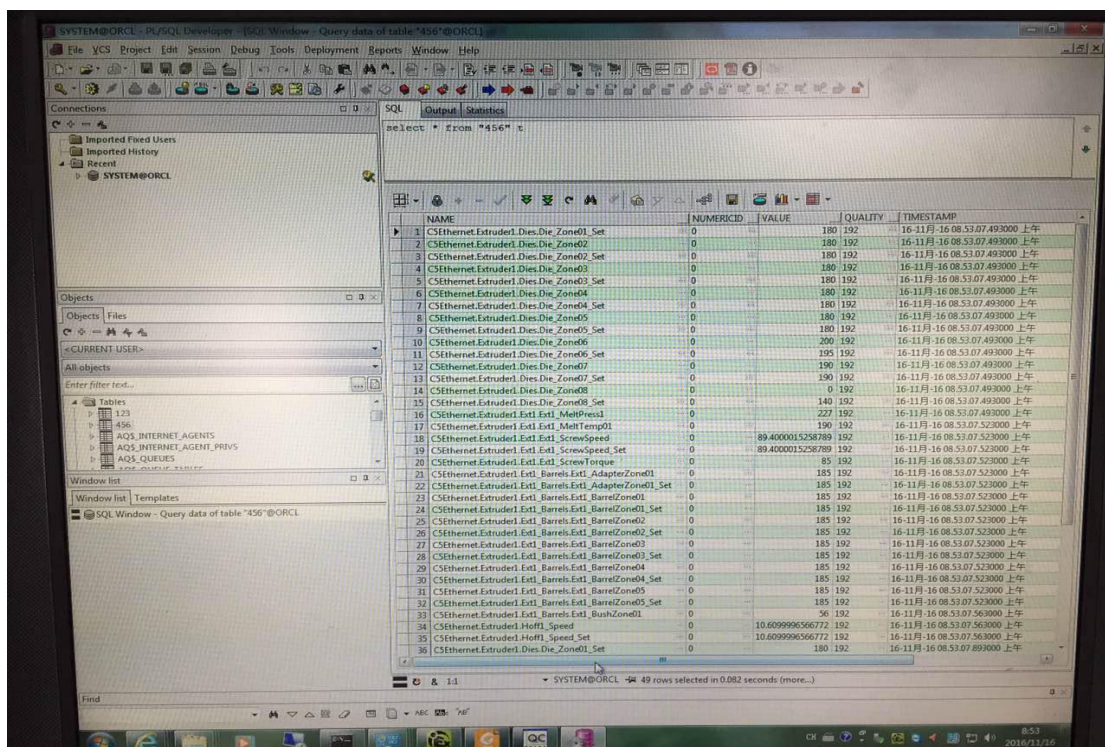 SYSTEM@ORCL - PL/SQL Developer - [SQL Window - Query data of table "456"@ORCL]
File VCS Project Edit Session Debug Tools Deployment Reports Window Help
Connections
Imported Fixed Users
Imported History
Recent
SYSTEM@ORCL
Objects
Objects Files
<CURRENT USER>
All objects
Enter filter text...
Tables
123
456
AQ$_INTERNET_AGENTS
AQ$_INTERNET_AGENT_PRIVS
AQ$_QUEUES
AQ$_QUEUE_TABLES
Window list
Window list Templates
SQL Window - Query data of table "456"@ORCL
SQL Output Statistics
select * from "456" t
NAME NUMERICID VALUE QUALITY TIMESTAMP
1 C5Ethernet.Extruder1.Dies.Die_Zone01_Set 0 180 192 16-11月-16 08.53.07.493000 上午
2 C5Ethernet.Extruder1.Dies.Die_Zone02 0 180 192 16-11月-16 08.53.07.493000 上午
3 C5Ethernet.Extruder1.Dies.Die_Zone02_Set 0 180 192 16-11月-16 08.53.07.493000 上午
4 C5Ethernet.Extruder1.Dies.Die_Zone03 0 180 192 16-11月-16 08.53.07.493000 上午
5 C5Ethernet.Extruder1.Dies.Die_Zone03_Set 0 180 192 16-11月-16 08.53.07.493000 上午
6 C5Ethernet.Extruder1.Dies.Die_Zone04 0 180 192 16-11月-16 08.53.07.493000 上午
7 C5Ethernet.Extruder1.Dies.Die_Zone04_Set 0 180 192 16-11月-16 08.53.07.493000 上午
8 C5Ethernet.Extruder1.Dies.Die_Zone05 0 180 192 16-11月-16 08.53.07.493000 上午
9 C5Ethernet.Extruder1.Dies.Die_Zone05_Set 0 180 192 16-11月-16 08.53.07.493000 上午
10 C5Ethernet.Extruder1.Dies.Die_Zone06 0 200 192 16-11月-16 08.53.07.493000 上午
11 C5Ethernet.Extruder1.Dies.Die_Zone06_Set 0 195 192 16-11月-16 08.53.07.493000 上午
12 C5Ethernet.Extruder1.Dies.Die_Zone07 0 190 192 16-11月-16 08.53.07.493000 上午
13 C5Ethernet.Extruder1.Dies.Die_Zone07_Set 0 190 192 16-11月-16 08.53.07.493000 上午
14 C5Ethernet.Extruder1.Dies.Die_Zone08 0 0 192 16-11月-16 08.53.07.493000 上午
15 C5Ethernet.Extruder1.Dies.Die_Zone08_Set 0 140 192 16-11月-16 08.53.07.493000 上午
16 C5Ethernet.Extruder1.Ext1.Ext1_MeltPress1 0 227 192 16-11月-16 08.53.07.493000 上午
17 C5Ethernet.Extruder1.Ext1.Ext1_MeltTemp01 0 190 192 16-11月-16 08.53.07.523000 上午
18 C5Ethernet.Extruder1.Ext1.Ext1_ScrewSpeed 0 89.4000015258789 192 16-11月-16 08.53.07.523000 上午
19 C5Ethernet.Extruder1.Ext1.Ext1_ScrewSpeed_Set 0 89.4000015258789 192 16-11月-16 08.53.07.523000 上午
20 C5Ethernet.Extruder1.Ext1.Ext1_ScrewTorque 0 85 192 16-11月-16 08.53.07.523000 上午
21 C5Ethernet.Extruder1.Ext1_Barrels.Ext1_AdapterZone01 0 185 192 16-11月-16 08.53.07.523000 上午
22 C5Ethernet.Extruder1.Ext1_Barrels.Ext1_AdapterZone01_Set 0 185 192 16-11月-16 08.53.07.523000 上午
23 C5Ethernet.Extruder1.Ext1_Barrels.Ext1_BarrelZone01 0 185 192 16-11月-16 08.53.07.523000 上午
24 C5Ethernet.Extruder1.Ext1_Barrels.Ext1_BarrelZone01_Set 0 185 192 16-11月-16 08.53.07.523000 上午
25 C5Ethernet.Extruder1.Ext1_Barrels.Ext1_BarrelZone02 0 185 192 16-11月-16 08.53.07.523000 上午
26 C5Ethernet.Extruder1.Ext1_Barrels.Ext1_BarrelZone02_Set 0 185 192 16-11月-16 08.53.07.523000 上午
27 C5Ethernet.Extruder1.Ext1_Barrels.Ext1_BarrelZone03 0 185 192 16-11月-16 08.53.07.523000 上午
28 C5Ethernet.Extruder1.Ext1_Barrels.Ext1_BarrelZone03_Set 0 185 192 16-11月-16 08.53.07.523000 上午
29 C5Ethernet.Extruder1.Ext1_Barrels.Ext1_BarrelZone04 0 185 192 16-11月-16 08.53.07.523000 上午
30 C5Ethernet.Extruder1.Ext1_Barrels.Ext1_BarrelZone04_Set 0 185 192 16-11月-16 08.53.07.523000 上午
31 C5Ethernet.Extruder1.Ext1_Barrels.Ext1_BarrelZone05 0 185 192 16-11月-16 08.53.07.523000 上午
32 C5Ethernet.Extruder1.Ext1_Barrels.Ext1_BarrelZone05_Set 0 185 192 16-11月-16 08.53.07.523000 上午
33 C5Ethernet.Extruder1.Ext1_Barrels.Ext1_BushZone01 0 56 192 16-11月-16 08.53.07.563000 上午
34 C5Ethernet.Extruder1.Hoff1_Speed 0 10.6099996566772 192 16-11月-16 08.53.07.563000 上午
35 C5Ethernet.Extruder1.Hoff1_Speed_Set 0 10.6099996566772 192 16-11月-16 08.53.07.563000 上午
36 C5Ethernet.Extruder1.Dies.Die_Zone01_Set 0 180 192 16-11月-16 08.53.07.893000 上午
& 1:1 SYSTEM@ORCL 49 rows selected in 0.082 seconds (more...)
Find
ABC "AB"
QC
CH
8:53
2016/11/16